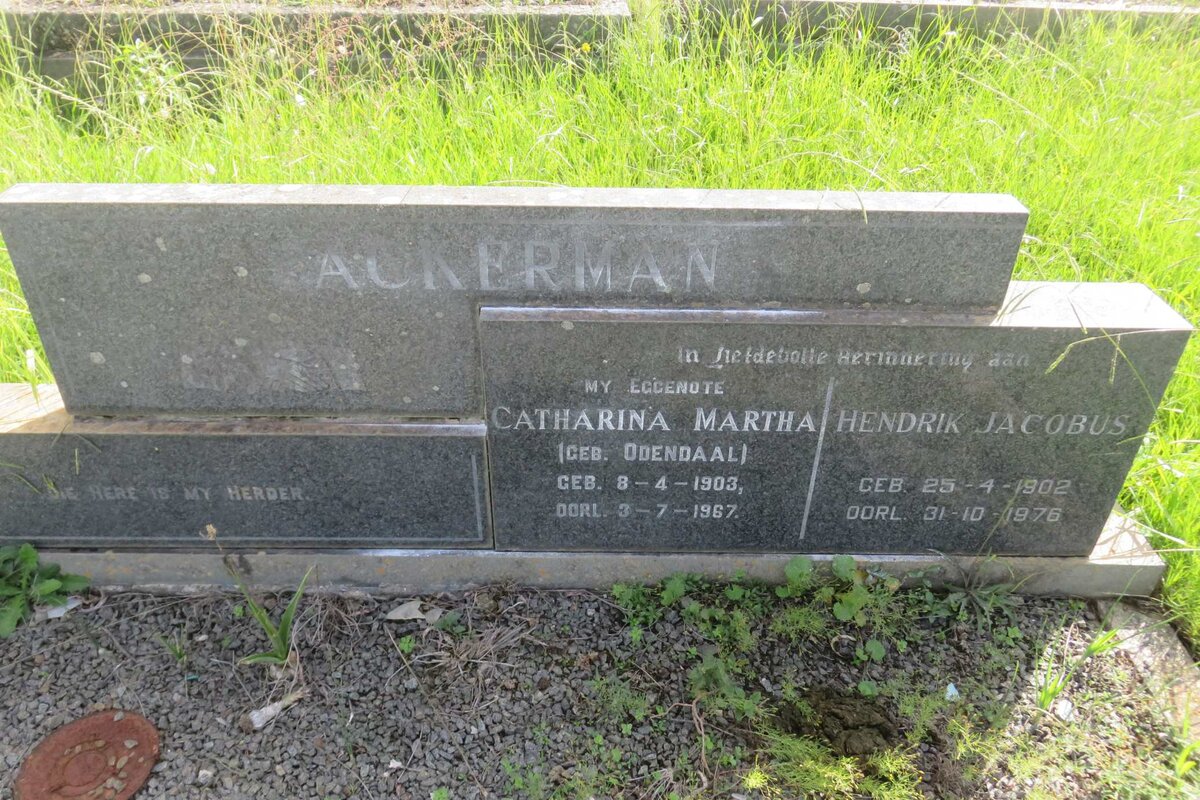 ACKERMAN
In Liefdevolle Herinnering aan
MY EGGENOTE
CATHARINA MARTHA
(GEB. ODENDAAL)
GEB. 8-4-1903,
OORL. 3-7-1967.
HENDRIK JACOBUS
GEB. 25-4-1902
OORL. 31-10-1976
DIE HERE IS MY HERDER.